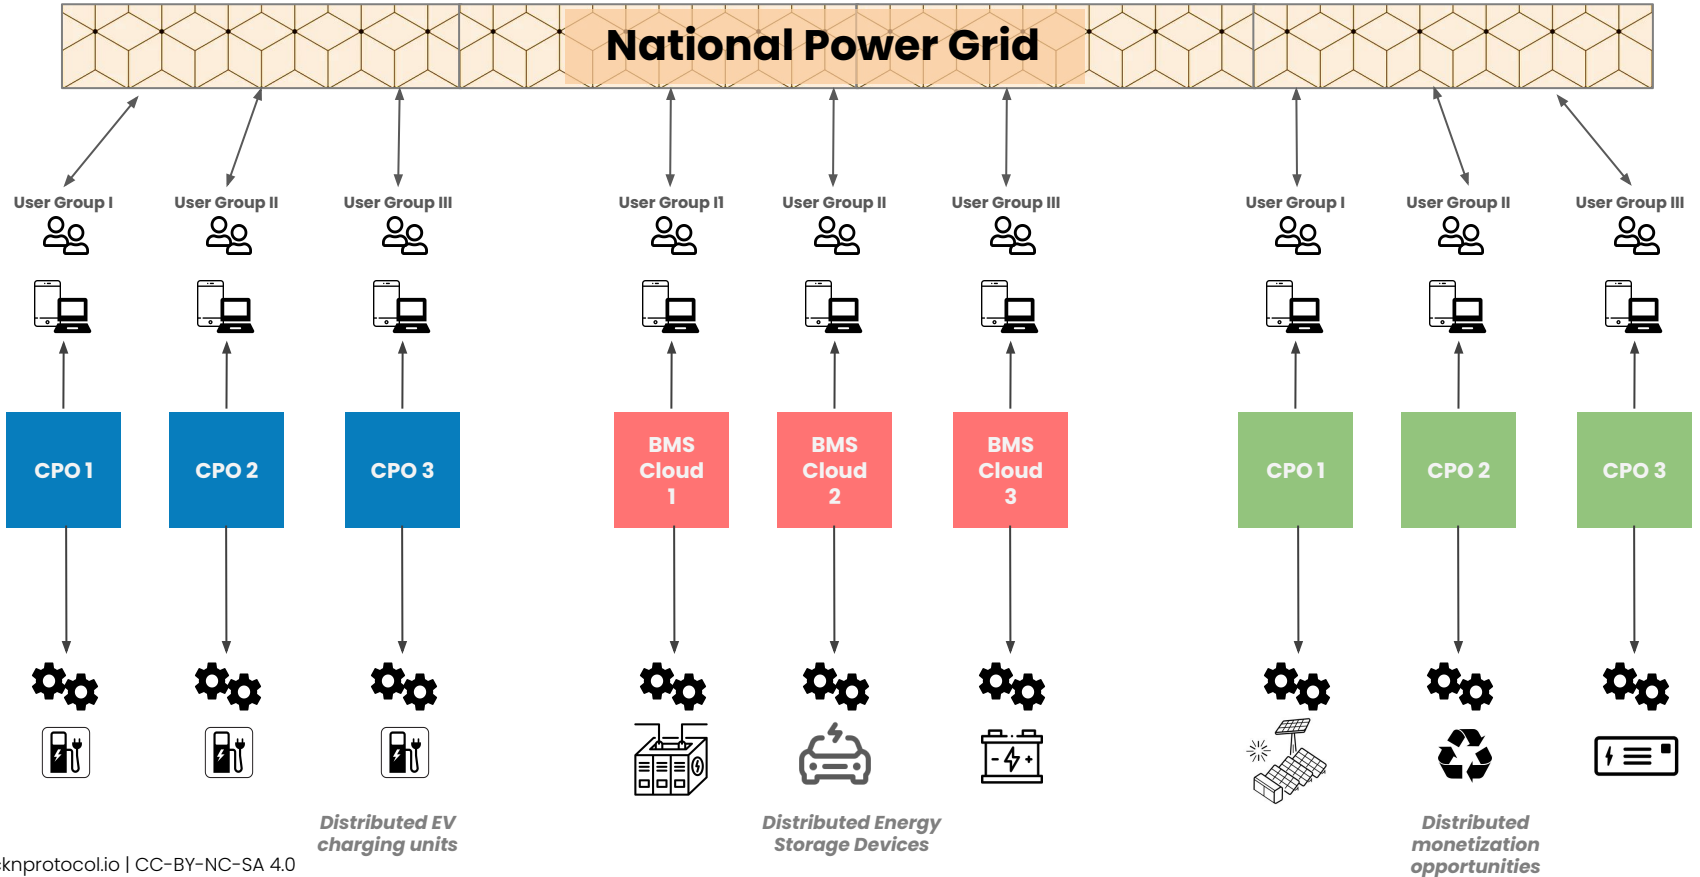 National Power Grid
User Group I
User Group II
User Group III
User Group I1
User Group II
User Group III
User Group I
User Group II
User Group III
CPO 1
CPO 2
CPO 3
BMS
Cloud
1
BMS
Cloud
2
BMS
Cloud
3
CPO 1
CPO 2
CPO 3
Distributed EV
charging units
Distributed Energy
Storage Devices
Distributed
monetization
opportunities
cknprotocol.io | CC-BY-NC-SA 4.0